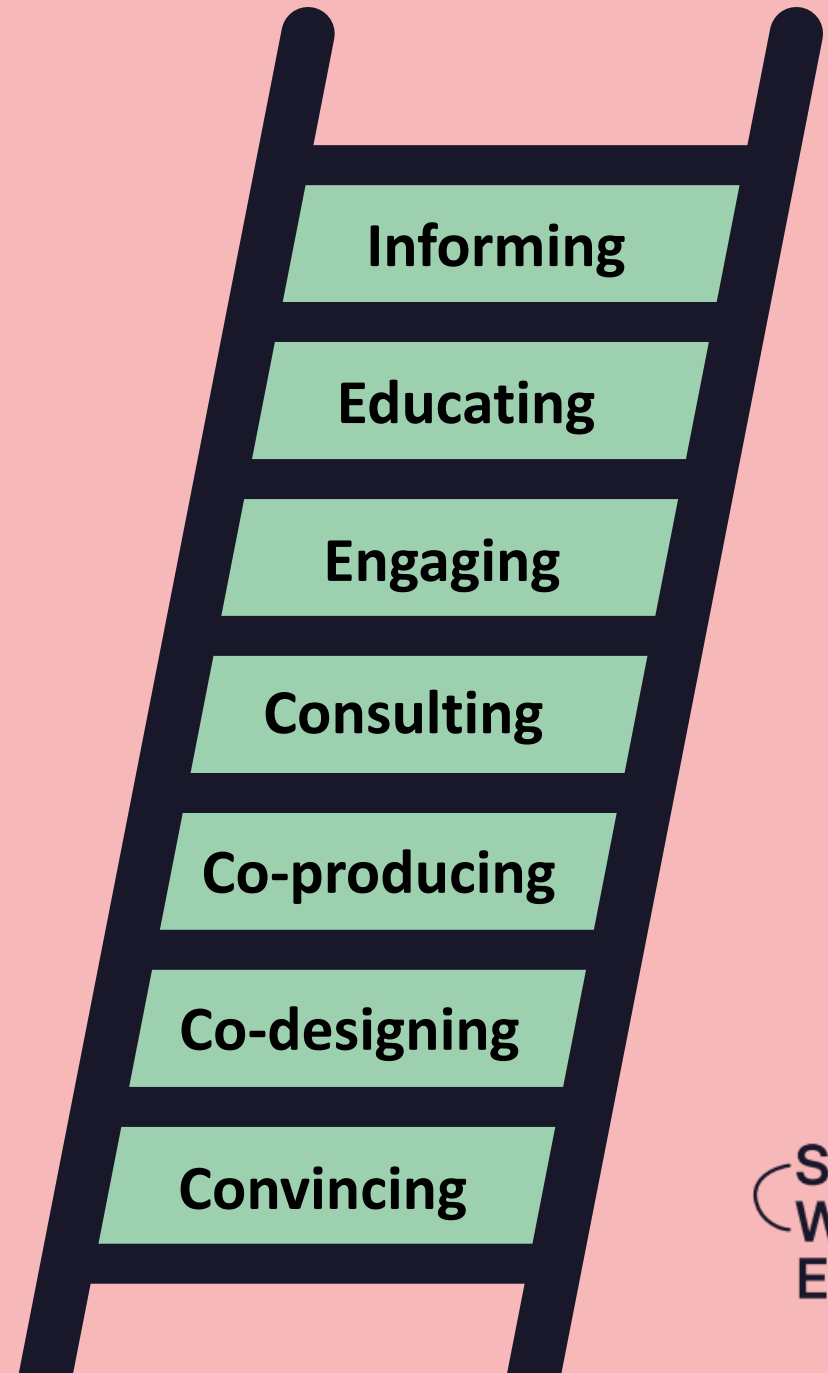 Informing
Educating
Engaging
Consulting
Co-producing
Co-designing
Convincing
S
W
E